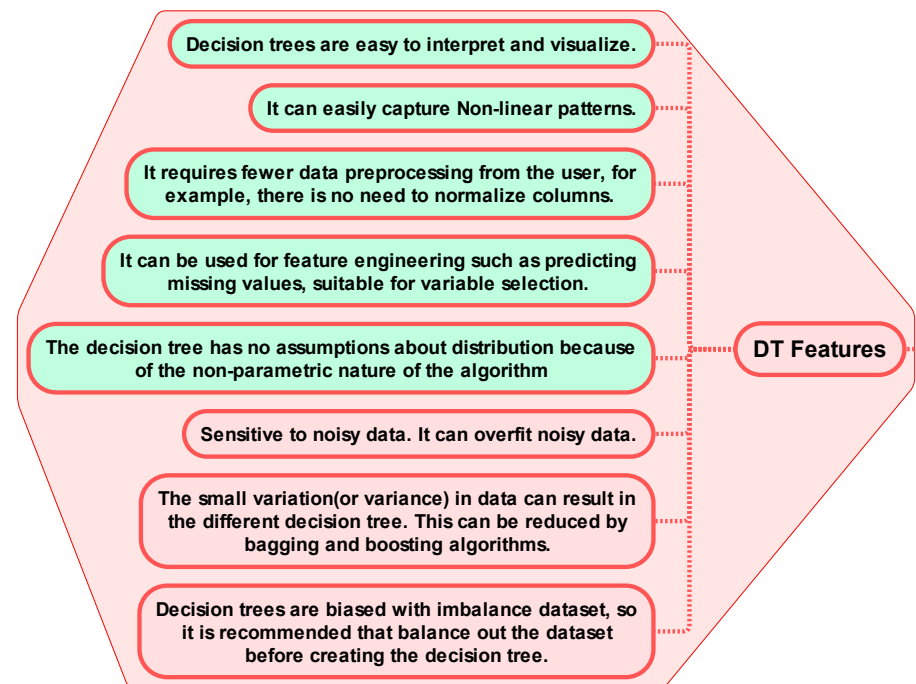 Decision trees are easy to interpret and visualize.
It can easily capture Non-linear patterns.
It requires fewer data preprocessing from the user, for
example, there is no need to normalize columns.
It can be used for feature engineering such as predicting
missing values, suitable for variable selection.
The decision tree has no assumptions about distribution because
of the non-parametric nature of the algorithm
DT Features
Sensitive to noisy data. It can overfit noisy data.
The small variation(or variance) in data can result in
the different decision tree. This can be reduced by
bagging and boosting algorithms.
Decision trees are biased with imbalance dataset, so
it is recommended that balance out the dataset
before creating the decision tree.